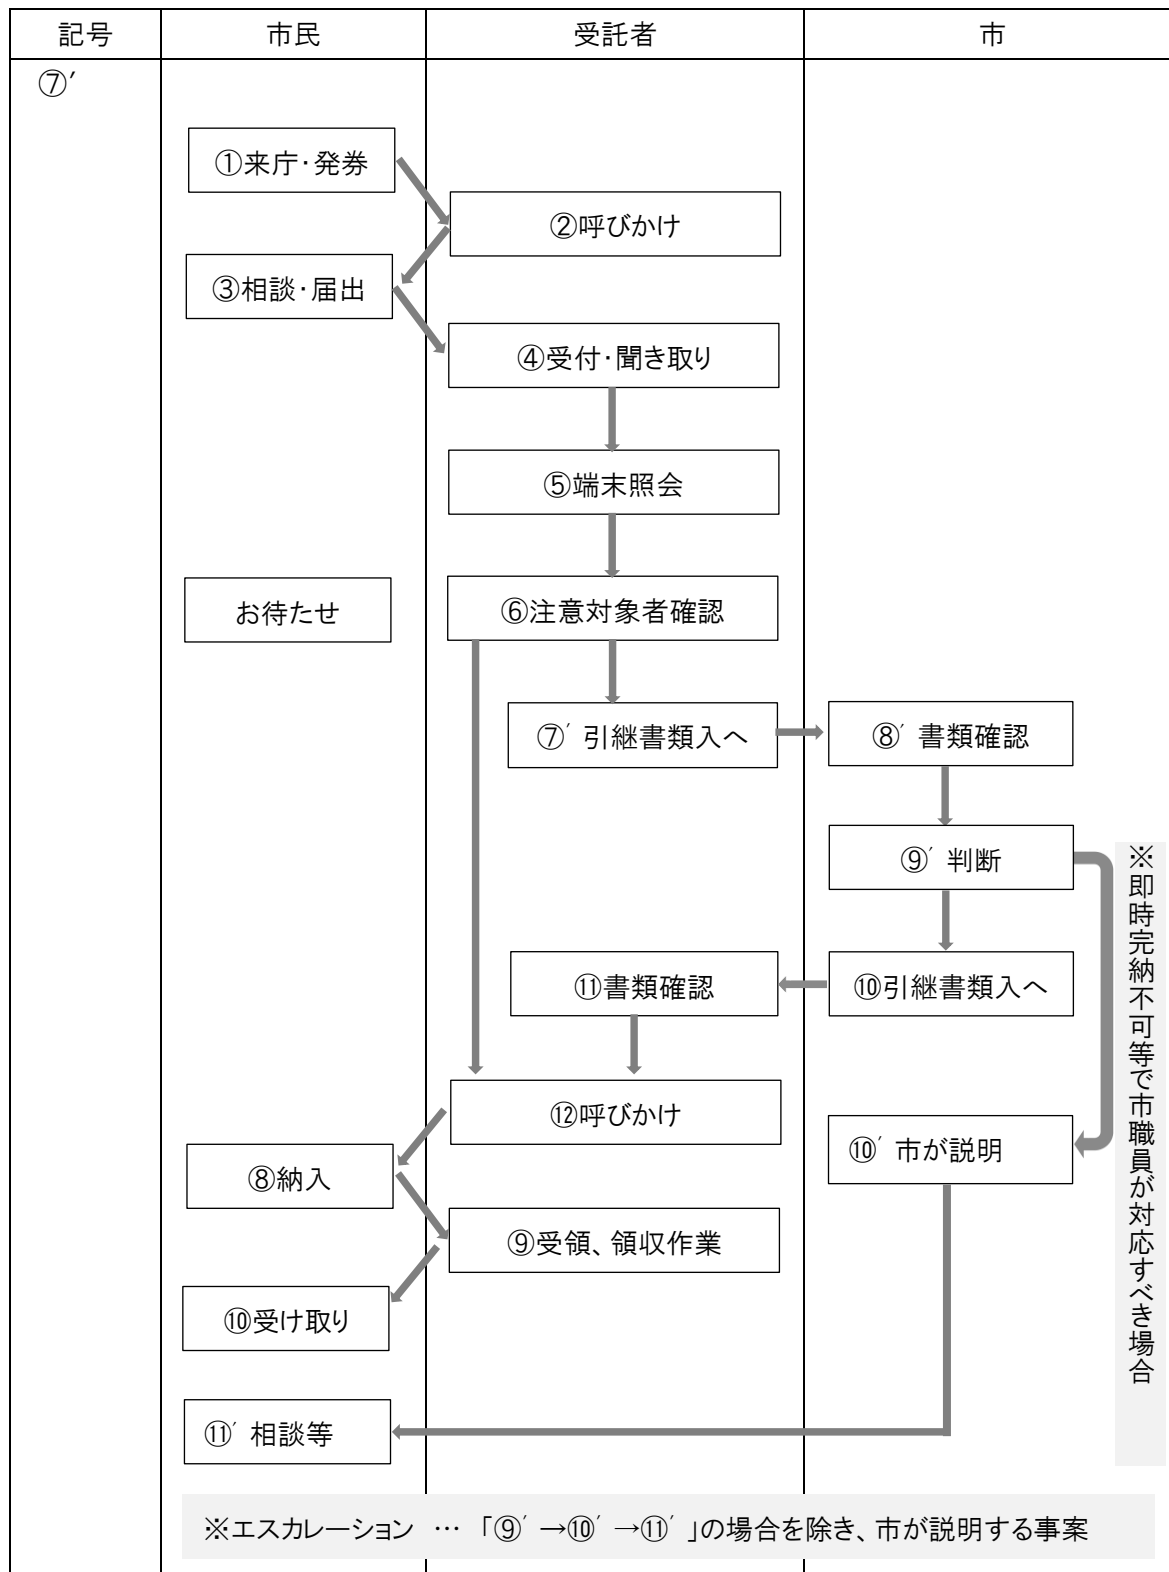 記号
市民
受託者
市
⑦′
①来庁・発券
②呼びかけ
③相談・届出
④受付・聞き取り
⑤端末照会
お待たせ
⑥注意対象者確認
⑦′ 引継書類入へ
⑧′ 書類確認
⑨′ 判断
※即時完納不可等で市職員が対応すべき場合
⑪書類確認
⑩引継書類入へ
⑫呼びかけ
⑩′ 市が説明
⑧納入
⑨受領、領収作業
⑩受け取り
⑪′ 相談等
※エスカレーション … 「⑨′→⑩′→⑪′」の場合を除き、市が説明する事案